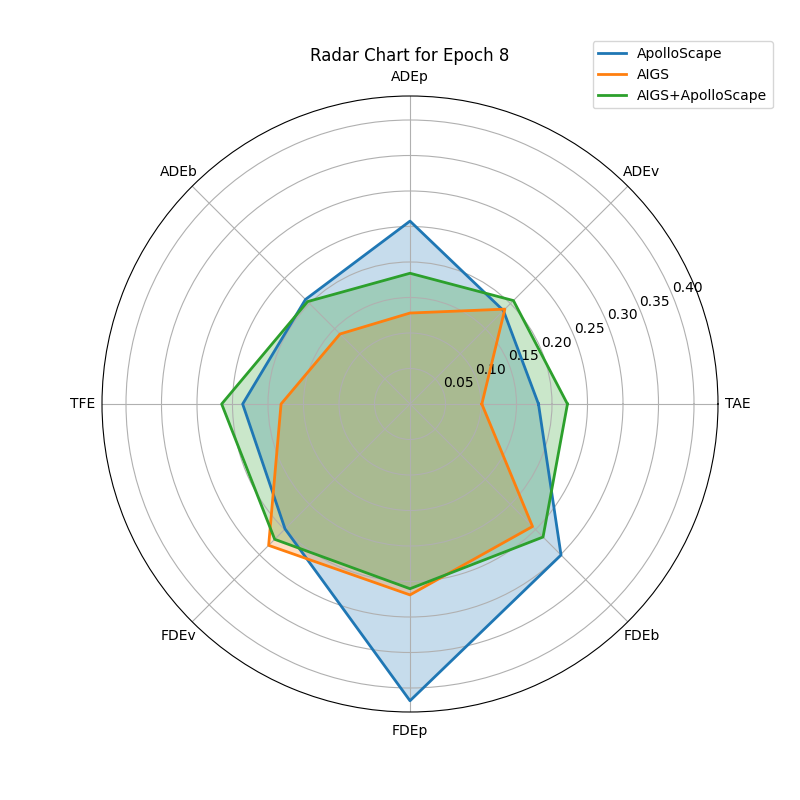 Radar Chart for Epoch 8
ApolloScape
AIGS
AIGS+ApolloScape
ADEp
ADEb
ADEv
0.40
0.35
0.30
0.25
0.20
0.15
0.10
0.05
TFE
TAE
FDEv
FDEb
FDEp